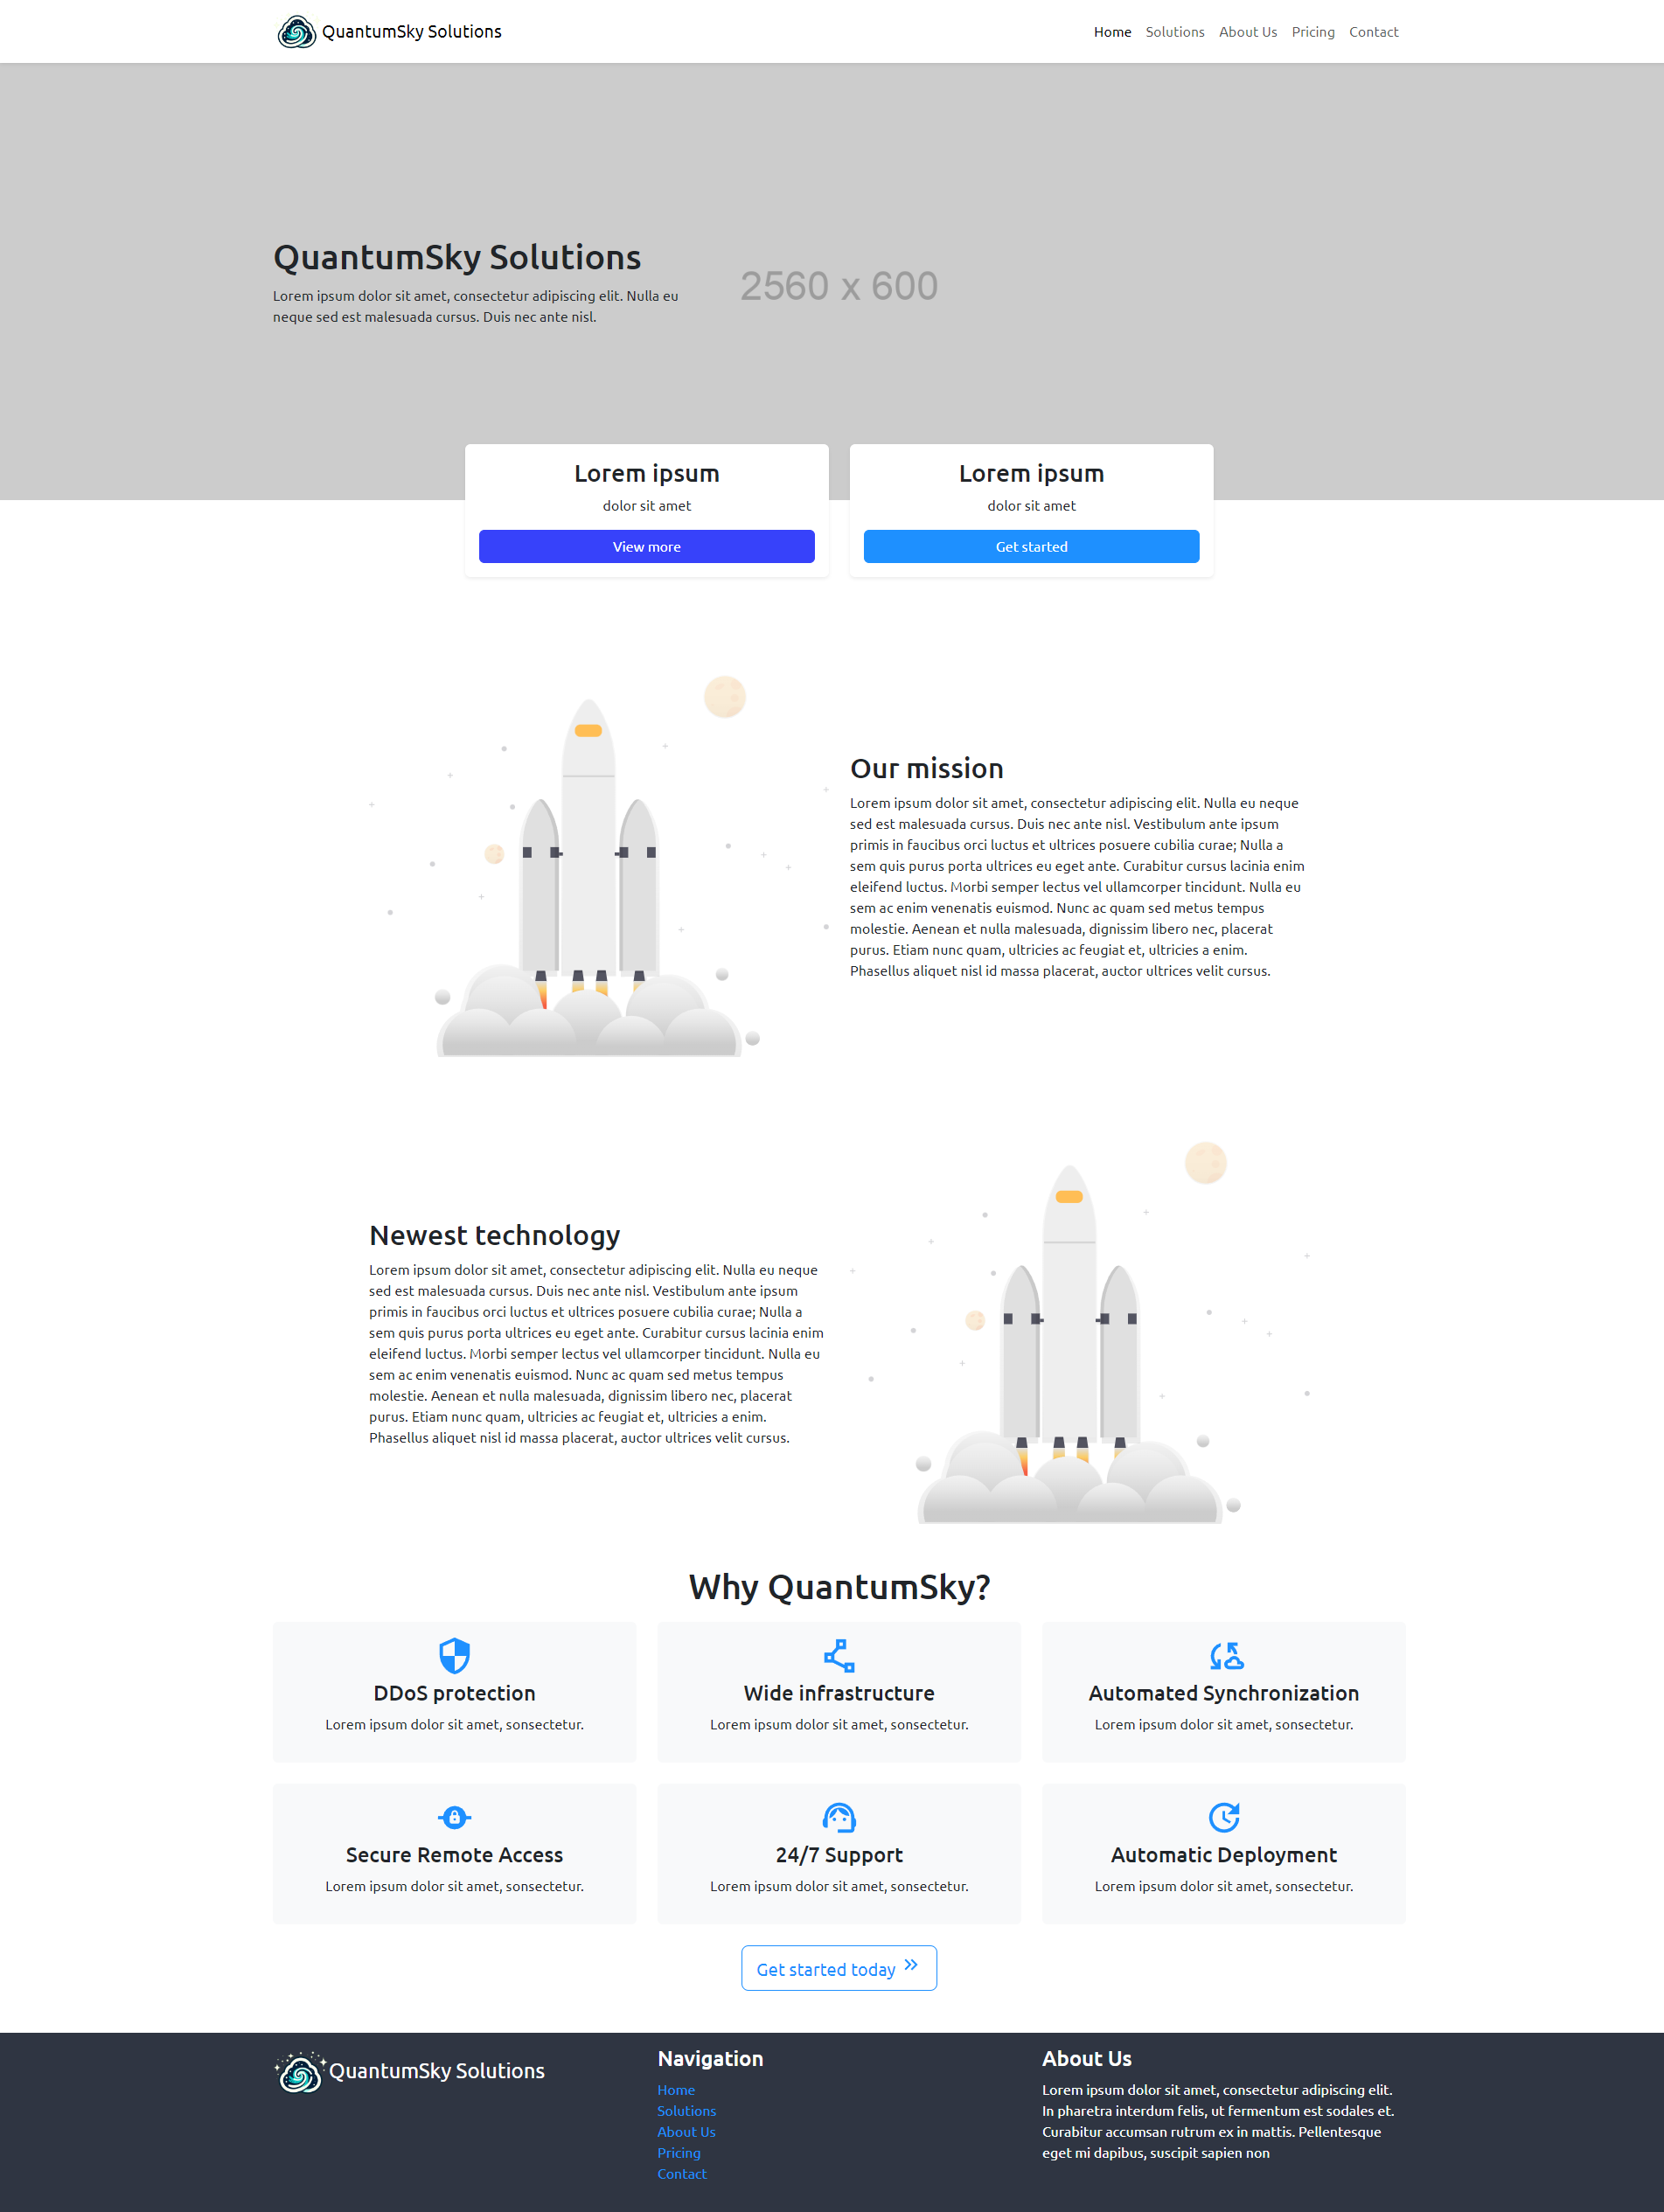 QuantumSky Solutions
Home Solutions About Us Pricing Contact
QuantumSky Solutions
Lorem ipsum dolor sit amet, consectetur adipiscing elit. Nulla eu
neque sed est malesuada cursus. Duis nec ante nisl.
2560 x 600
Lorem ipsum
dolor sit amet
View more
Lorem ipsum
dolor sit amet
Get started
Our mission
Lorem ipsum dolor sit amet, consectetur adipiscing elit. Nulla eu neque
sed est malesuada cursus. Duis nec ante nisl. Vestibulum ante ipsum
primis in faucibus orci luctus et ultrices posuere cubilia curae; Nulla a
sem quis purus porta ultrices eu eget ante. Curabitur cursus lacinia enim
eleifend luctus. Morbi semper lectus vel ullamcorper tincidunt. Nulla eu
sem ac enim venenatis euismod. Nunc ac quam sed metus tempus
molestie. Aenean et nulla malesuada, dignissim libero nec, placerat
purus. Etiam nunc quam, ultricies ac feugiat et, ultricies a enim.
Phasellus aliquet nisl id massa placerat, auctor ultrices velit cursus.
Newest technology
Lorem ipsum dolor sit amet, consectetur adipiscing elit. Nulla eu neque
sed est malesuada cursus. Duis nec ante nisl. Vestibulum ante ipsum
primis in faucibus orci luctus et ultrices posuere cubilia curae; Nulla a
sem quis purus porta ultrices eu eget ante. Curabitur cursus lacinia enim
eleifend luctus. Morbi semper lectus vel ullamcorper tincidunt. Nulla eu
sem ac enim venenatis euismod. Nunc ac quam sed metus tempus
molestie. Aenean et nulla malesuada, dignissim libero nec, placerat
purus. Etiam nunc quam, ultricies ac feugiat et, ultricies a enim.
Phasellus aliquet nisl id massa placerat, auctor ultrices velit cursus.
Why QuantumSky?
DDoS protection
Lorem ipsum dolor sit amet, sonsectetur.
Wide infrastructure
Lorem ipsum dolor sit amet, sonsectetur.
Automated Synchronization
Lorem ipsum dolor sit amet, sonsectetur.
Secure Remote Access
Lorem ipsum dolor sit amet, sonsectetur.
24/7 Support
Lorem ipsum dolor sit amet, sonsectetur.
Automatic Deployment
Lorem ipsum dolor sit amet, sonsectetur.
Get started today
QuantumSky Solutions
Navigation
Home
Solutions
About Us
Pricing
Contact
About Us
Lorem ipsum dolor sit amet, consectetur adipiscing elit.
In pharetra interdum felis, ut fermentum est sodales et.
Curabitur accumsan rutrum ex in mattis. Pellentesque
eget mi dapibus, suscipit sapien non